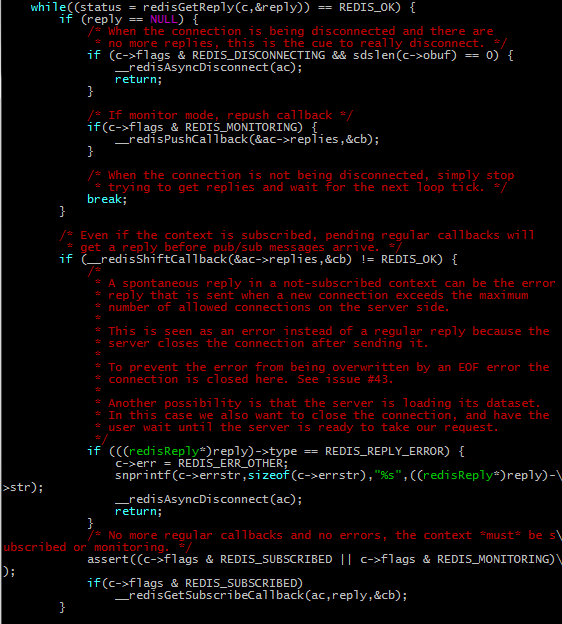 while((status = redisGetReply(c,&reply)) == REDIS_OK) {
if (reply == NULL) {
/* When the connection is being disconnected and there are
* no more replies, this is the cue to really disconnect. */
if (c->flags & REDIS_DISCONNECTING && sdslen(c->obuf) == 0) {
__redisAsyncDisconnect(ac);
return;
}
/* If monitor mode, repush callback */
if(c->flags & REDIS_MONITORING) {
__redisPushCallback(&ac->replies,&cb);
}
/* When the connection is not being disconnected, simply stop
* trying to get replies and wait for the next loop tick. */
break;
}
/* Even if the context is subscribed, pending regular callbacks will
* get a reply before pub/sub messages arrive. */
if (__redisShiftCallback(&ac->replies,&cb) != REDIS_OK) {
/*
* A spontaneous reply in a not-subscribed context can be the error
* reply that is sent when a new connection exceeds the maximum
* number of allowed connections on the server side.
*
* This is seen as an error instead of a regular reply because the
* server closes the connection after sending it.
*
* To prevent the error from being overwritten by an EOF error the
* connection is closed here. See issue #43.
*
* Another possibility is that the server is loading its dataset.
* In this case we also want to close the connection, and have the
* user wait until the server is ready to take our request.
*/
if (((redisReply*)reply)->type == REDIS_REPLY_ERROR) {
c->err = REDIS_ERR_OTHER;
snprintf(c->errstr,sizeof(c->errstr),"%s",((redisReply*)reply)-\
>str);
__redisAsyncDisconnect(ac);
return;
}
/* No more regular callbacks and no errors, the context *must* be s\
ubscribed or monitoring. */
assert((c->flags & REDIS_SUBSCRIBED || c->flags & REDIS_MONITORING)\
);
if(c->flags & REDIS_SUBSCRIBED)
__redisGetSubscribeCallback(ac,reply,&cb);
}